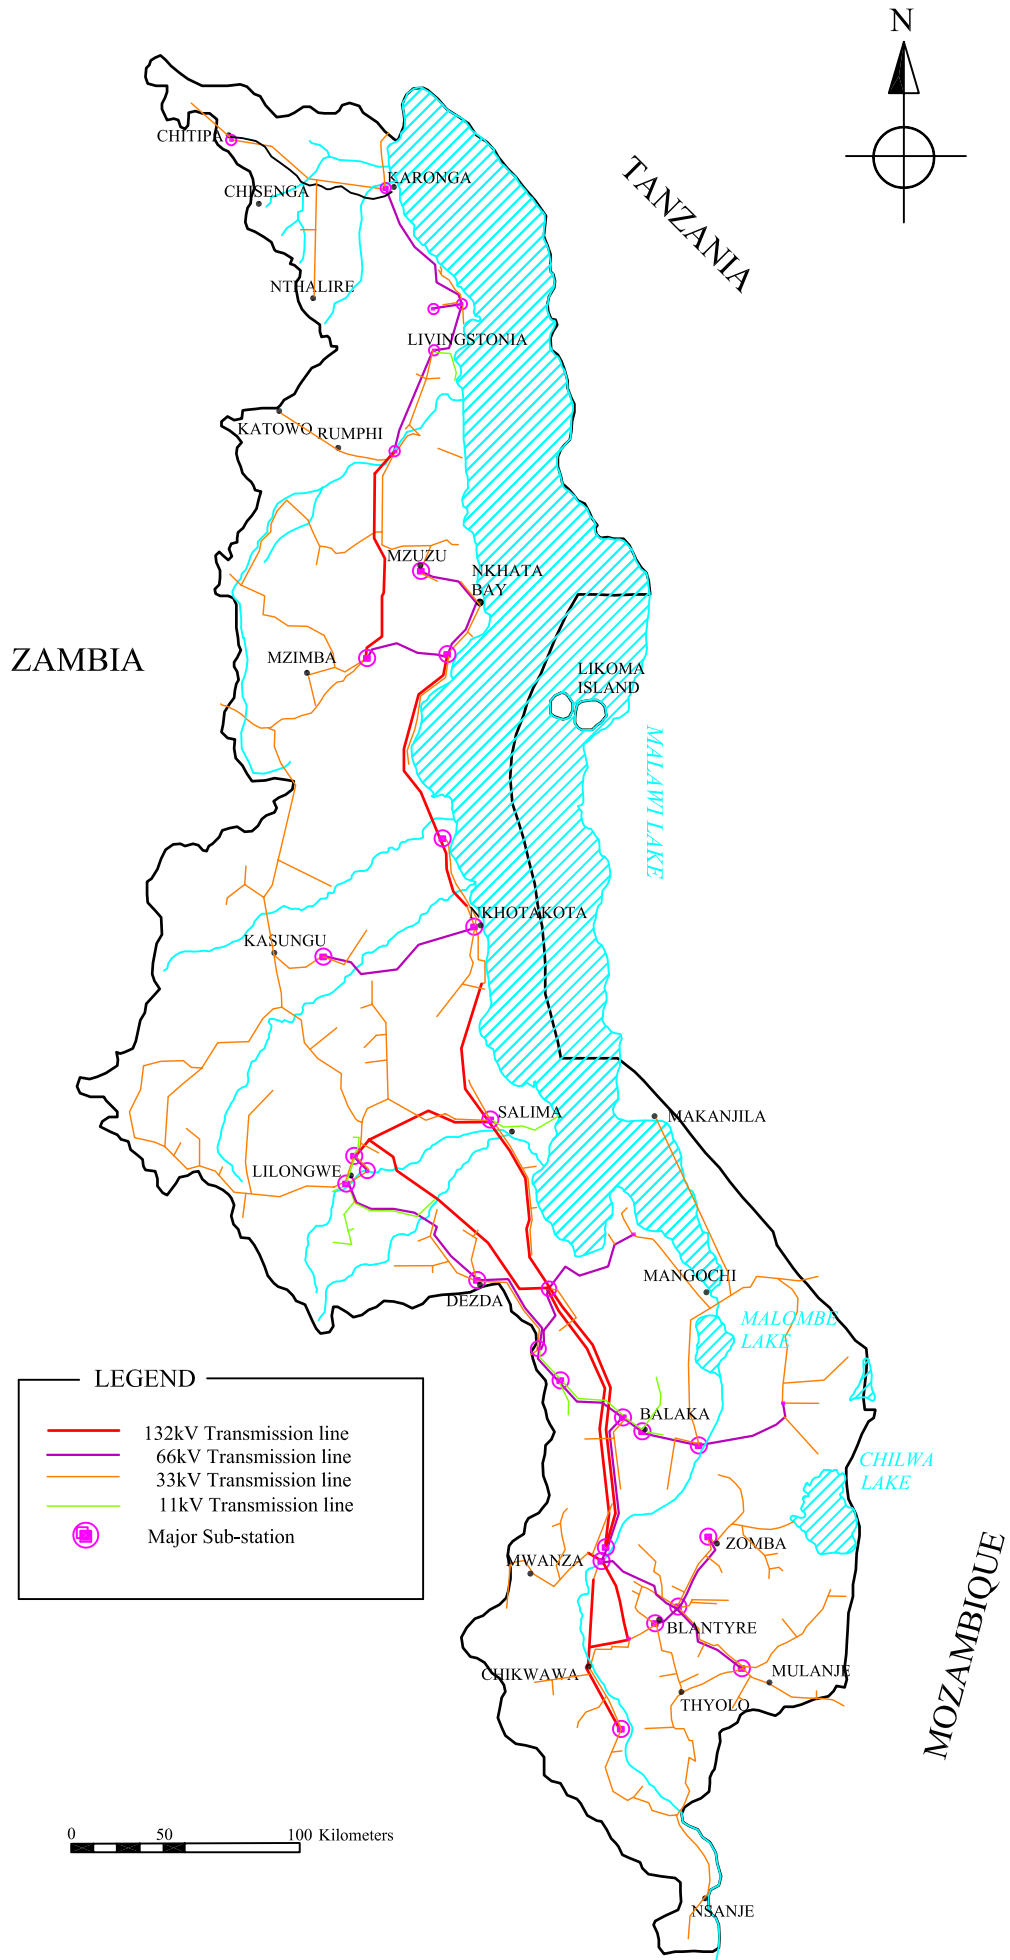 N
CHITIPA
KARONGA
TANZANIA
CHISENGA
NTHALIRE
LIVINGSTONIA
KATOWO
RUMPHI
MZUZU
NKHATA
BAY
ZAMBIA
MZIMBA
LIKOMA
ISLAND
MALAWI LAKE
NKHOTAKOTA
KASUNGU
SALIMA
MAKANJILA
LILONGWE
MANGOCHI
DEZDA
MALOMBE
LAKE
LEGEND
132kV Transmission line
66kV Transmission line
33kV Transmission line
11kV Transmission line
Major Sub-station
BALAKA
CHILWA
LAKE
MWANZA
ZOMBA
BLANTYRE
MOZAMBIQUE
CHIKWAWA
MULANJE
THYOLO
0 50 100 Kilometers
NSANJE